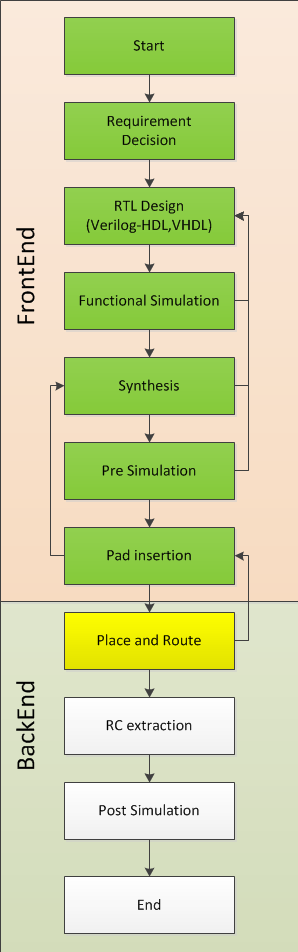 FrontEnd
Start
Requirement
Decision
RTL Design
(Verilog-HDL,VHDL)
Functional Simulation
Synthesis
Pre Simulation
Pad insertion
BackEnd
Place and Route
RC extraction
Post Simulation
End